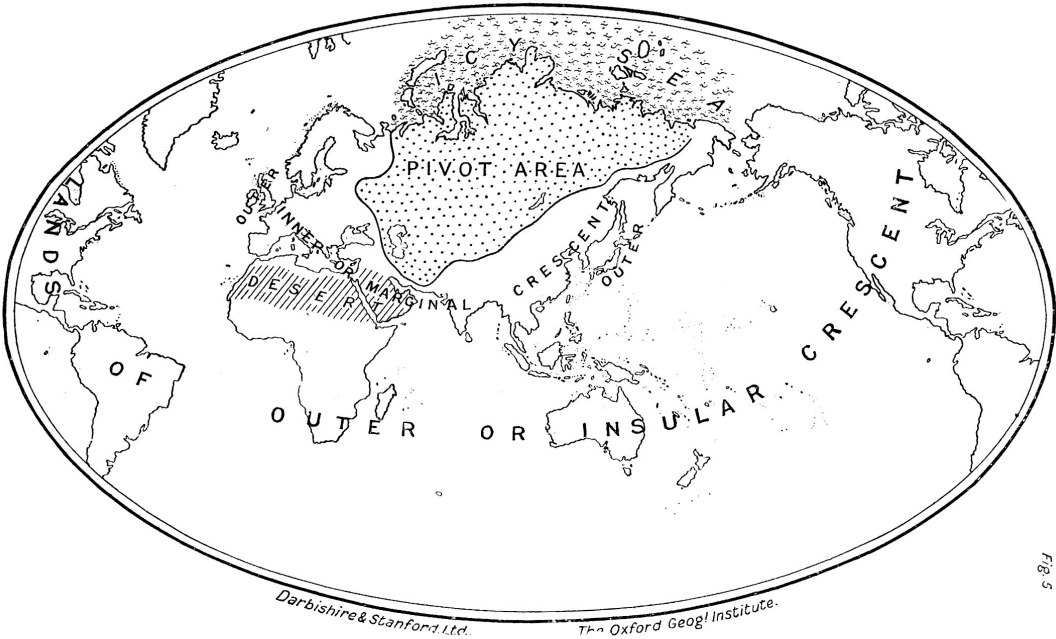 ICY SEA
PIVOT AREA
OUTER
INNER OR MARGINAL CRESCENT
OUTER
DESERT
LANDS OF OUTER OR INSULAR CRESCENT
Fig. 5
Darbishire & Stanford, Ltd.
The Oxford Geog! Institute.